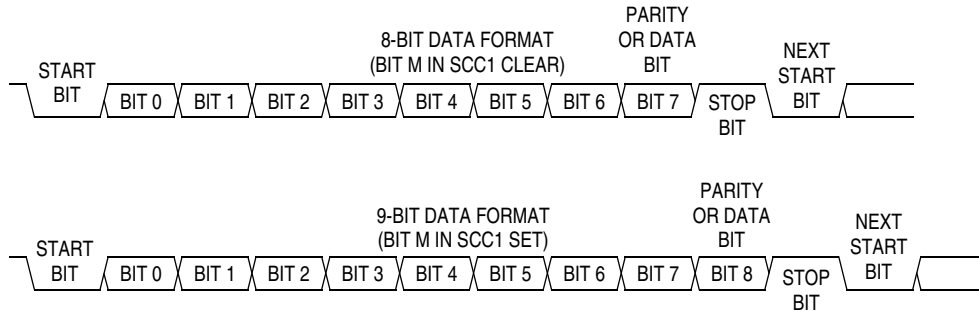 PARITY
OR DATA
BIT
8-BIT DATA FORMAT
(BIT M IN SCC1 CLEAR)
NEXT
START
BIT
START
BIT
BIT 0 BIT 1 BIT 2 BIT 3 BIT 4 BIT 5 BIT 6 BIT 7
STOP
BIT
PARITY
OR DATA
BIT
9-BIT DATA FORMAT
(BIT M IN SCC1 SET)
NEXT
START
BIT
START
BIT
BIT 0 BIT 1 BIT 2 BIT 3 BIT 4 BIT 5 BIT 6 BIT 7 BIT 8
STOP
BIT